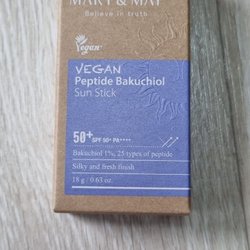 MARY & MAY
Believe in truth
Vegan
VEGAN
Peptide Bakuchiol
Sun Stick
50+ SPF 50+ PA++++
Bakuchiol 1%, 25 types of peptide
Silky and fresh finish
18 g / 0.63 oz.